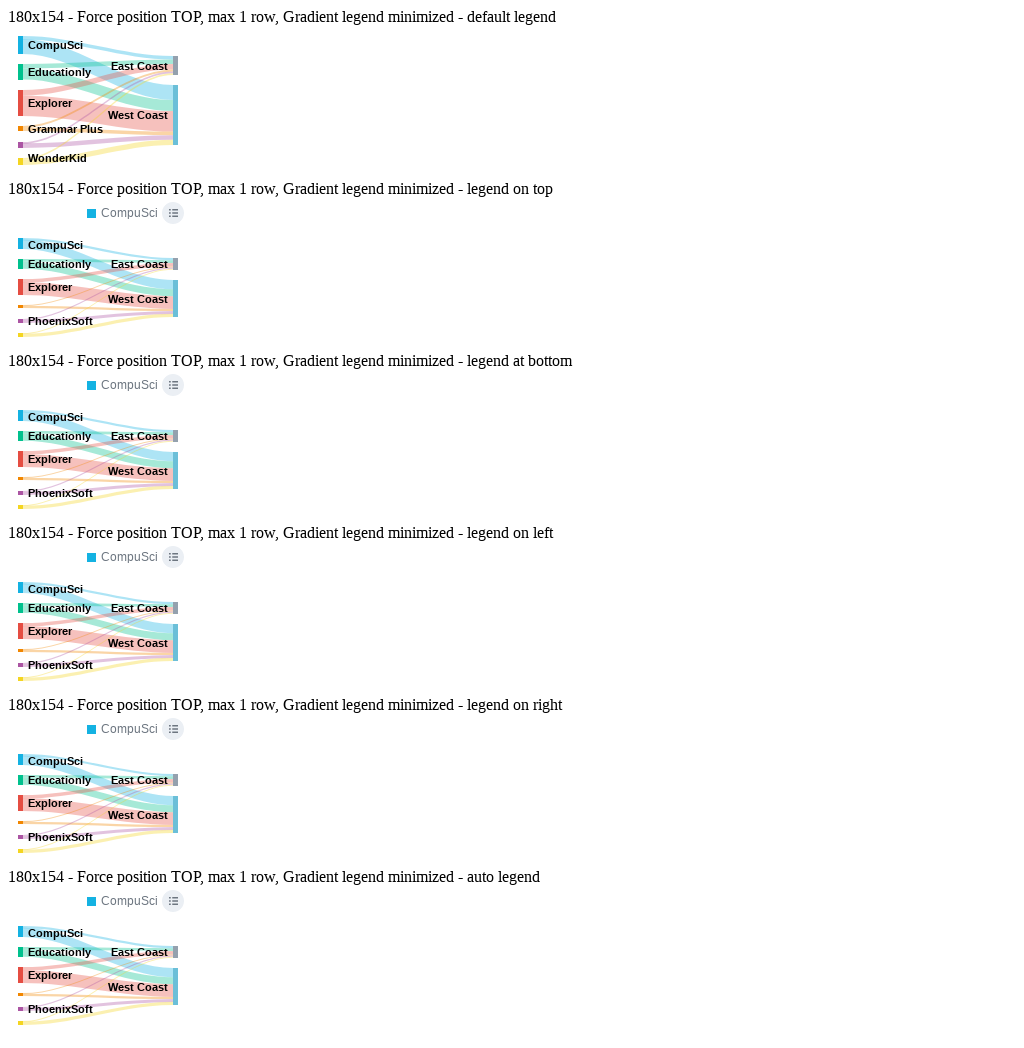 180x154 - Force position TOP, max 1 row, Gradient legend minimized - default legend
CompuSci
East Coast
Educationly
Explorer
West Coast
Grammar Plus
WonderKid
180x154 - Force position TOP, max 1 row, Gradient legend minimized - legend on top
CompuSci
CompuSci
Educationly East Coast
Explorer
West Coast
PhoenixSoft
180x154 - Force position TOP, max 1 row, Gradient legend minimized - legend at bottom
CompuSci
CompuSci
Educationly East Coast
Explorer
West Coast
PhoenixSoft
180x154 - Force position TOP, max 1 row, Gradient legend minimized - legend on left
CompuSci
CompuSci
Educationly East Coast
Explorer
West Coast
PhoenixSoft
180x154 - Force position TOP, max 1 row, Gradient legend minimized - legend on right
CompuSci
CompuSci
Educationly East Coast
Explorer
West Coast
PhoenixSoft
180x154 - Force position TOP, max 1 row, Gradient legend minimized - auto legend
CompuSci
CompuSci
Educationly East Coast
Explorer
West Coast
PhoenixSoft